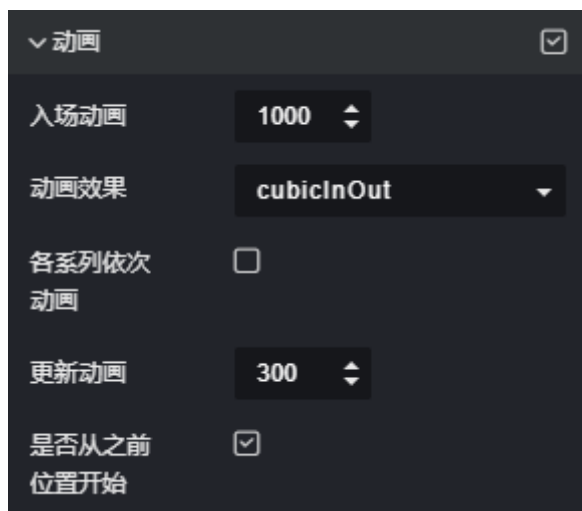 动画
入场动画 1000
动画效果 cubicInOut
各系列依次
动画
更新动画 300
是否从之前
位置开始